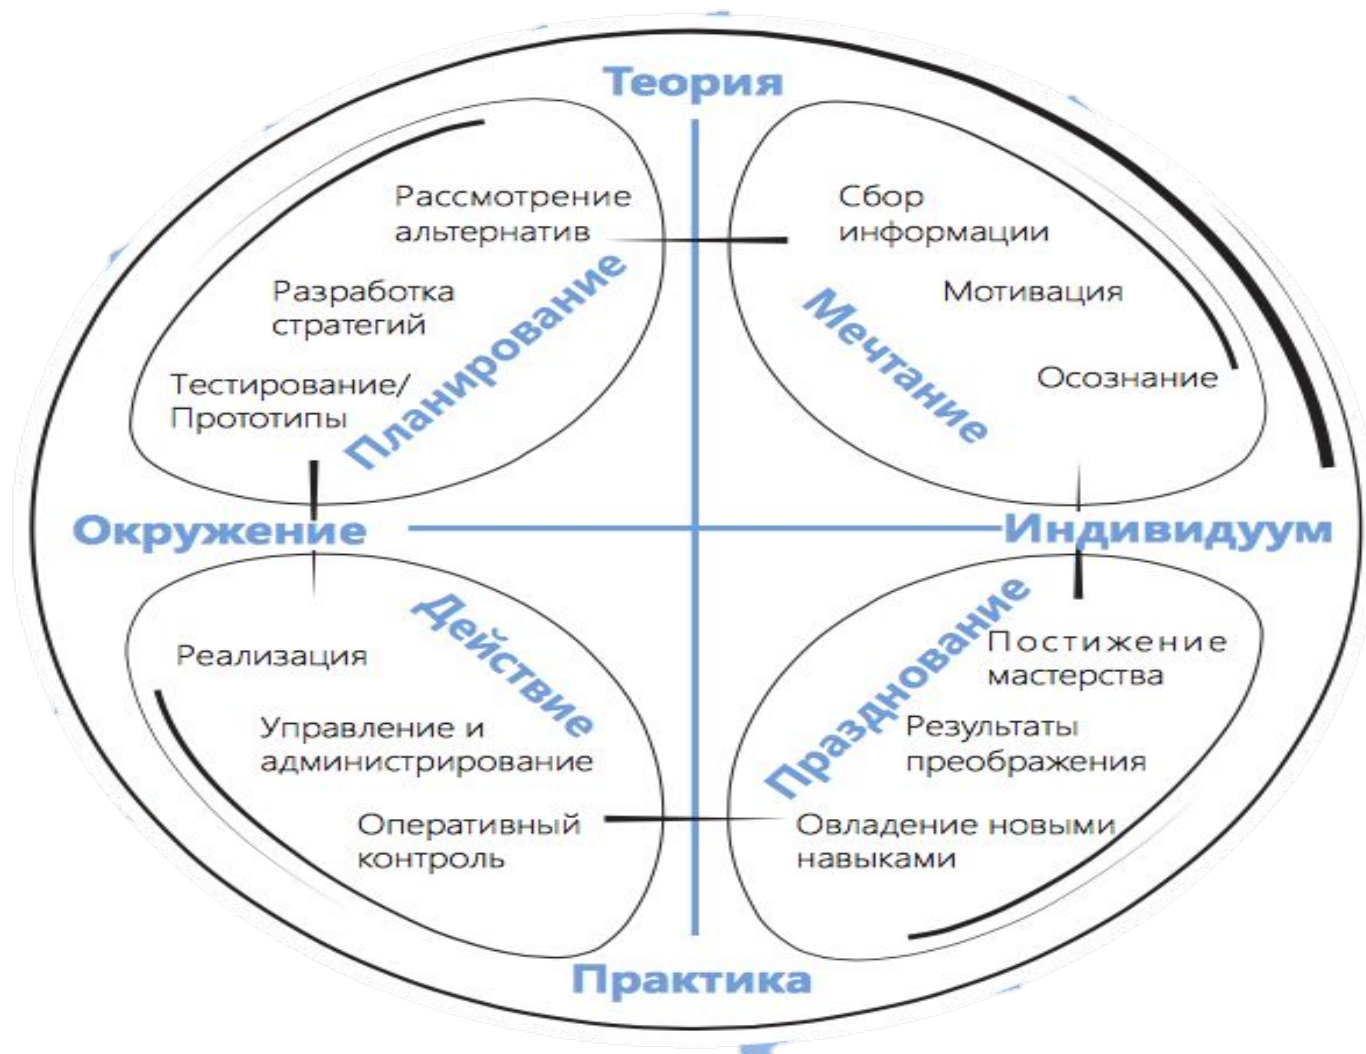 Теория
Рассмотрение
альтернатив
Разработка
стратегий
Тестирование/
Прототипы
Планирование
Сбор
информации
Мотивация
Осознание
Мечтание
Окружение
Индивидуум
Действие
Реализация
Управление и
администрирование
Оперативный
контроль
Празднование
Постижение
мастерства
Результаты
преображения
Овладение новыми
навыками
Практика